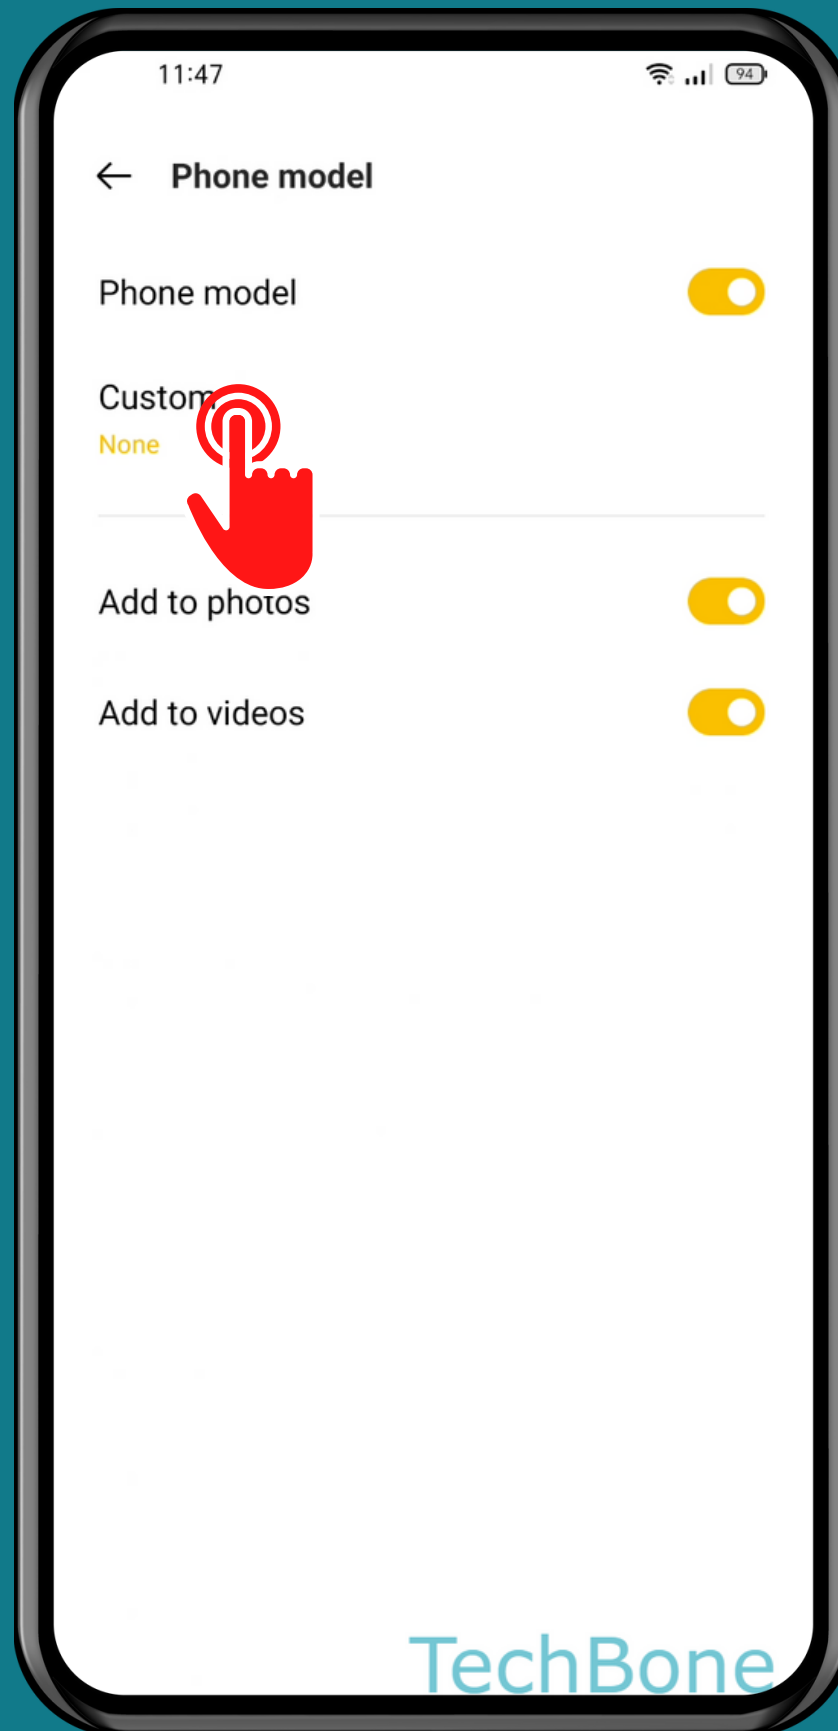 11:47
94
Phone model
Phone model
Custom
None
Add to photos
Add to videos
TechBone